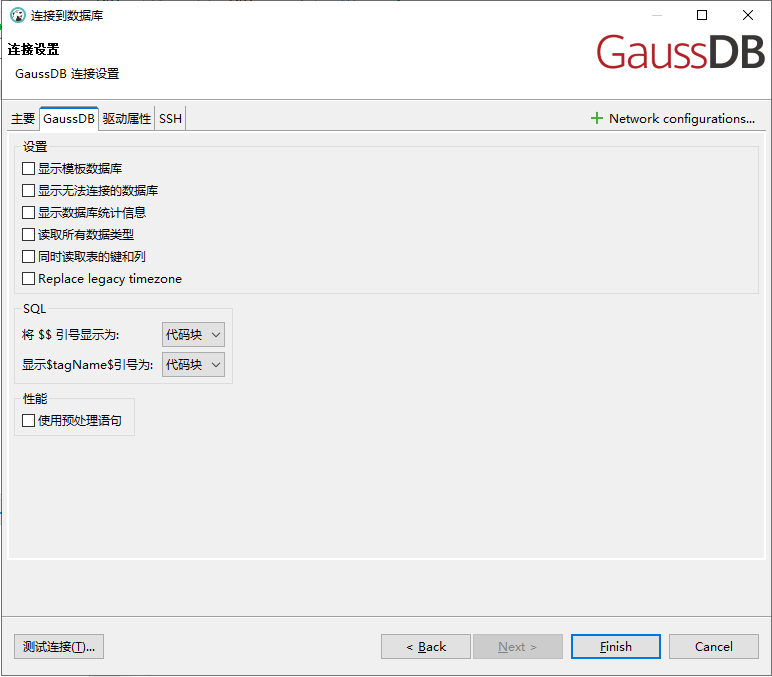 连接到数据库
连接设置
GaussDB 连接设置
GaussDB
主要 GaussDB 驱动属性 SSH
Network configurations...
设置
显示模板数据库
显示无法连接的数据库
显示数据库统计信息
读取所有数据类型
同时读取表的键和列
Replace legacy timezone
SQL
将 $$ 引号显示为: 代码块
显示$tagName$引号为: 代码块
性能
使用预处理语句
测试连接(T)... < Back Next > Finish Cancel